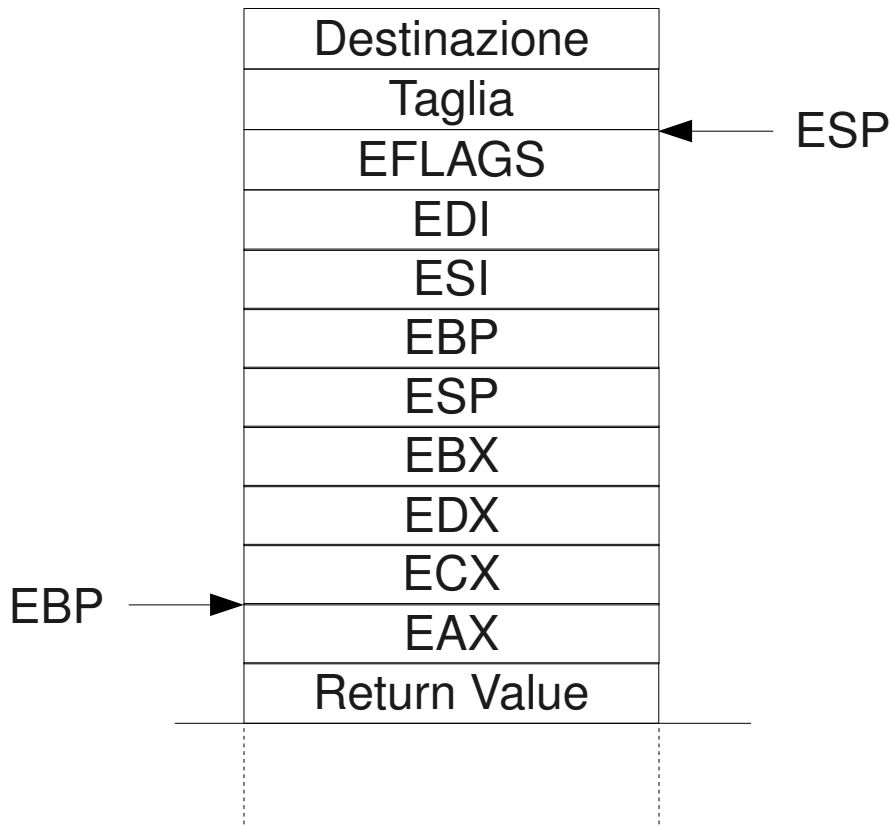 Destinazione
Taglia
ESP
EFLAGS
EDI
ESI
EBP
ESP
EBX
EDX
ECX
EBP
EAX
Return Value